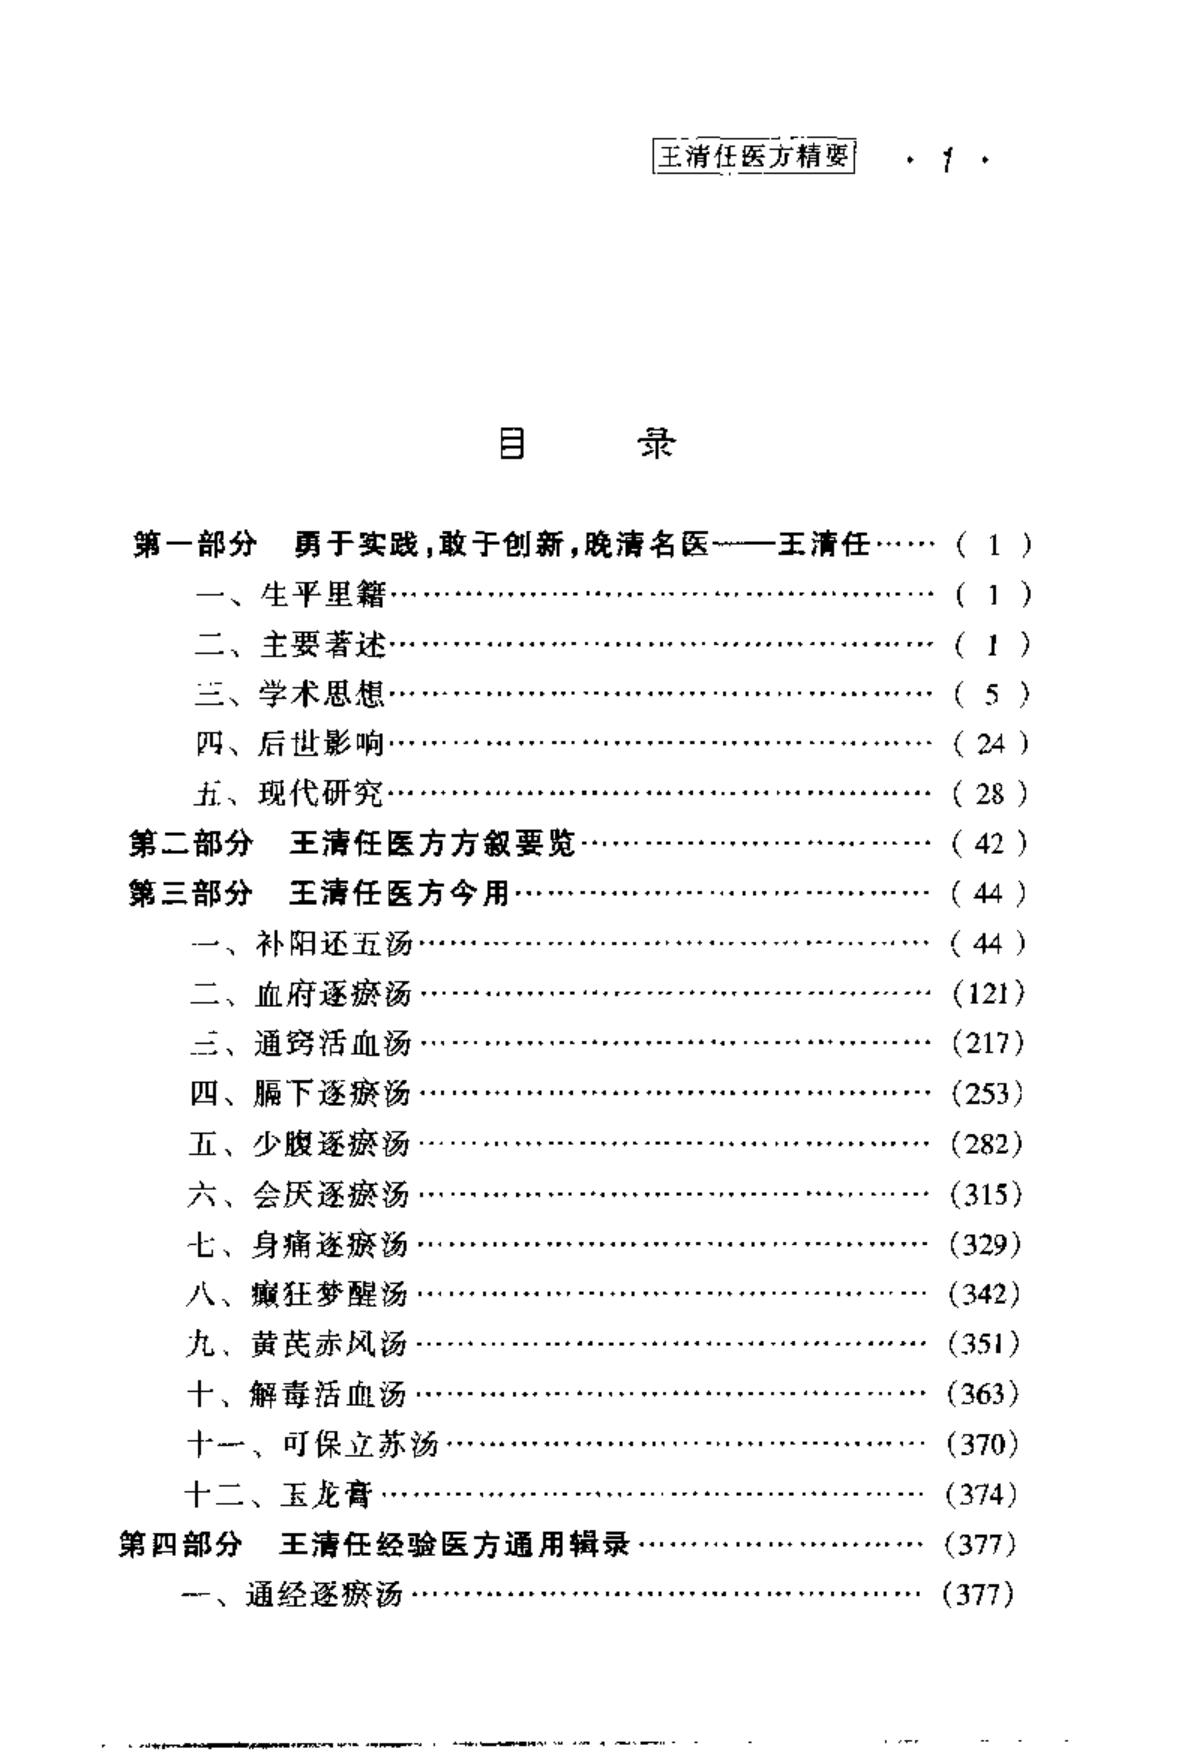 王清任医方精要 · 1 ·
目 录
第一部分 勇于实践,敢于创新,晚清名医——王清任…… ( 1 )
一、生平里籍…… ( 1 )
二、主要著述…… ( 1 )
三、学术思想…… ( 5 )
四、后世影响…… ( 24 )
五、现代研究…… ( 28 )
第二部分 王清任医方方叙要览…… ( 42 )
第三部分 王清任医方今用…… ( 44 )
一、补阳还五汤…… ( 44 )
二、血府逐瘀汤…… (121)
三、通窍活血汤…… (217)
四、膈下逐瘀汤…… (253)
五、少腹逐瘀汤…… (282)
六、会厌逐瘀汤…… (315)
七、身痛逐瘀汤…… (329)
八、癫狂梦醒汤…… (342)
九、黄芪赤风汤…… (351)
十、解毒活血汤…… (363)
十一、可保立苏汤…… (370)
十二、玉龙膏…… (374)
第四部分 王清任经验医方通用辑录…… (377)
一、通经逐瘀汤…… (377)